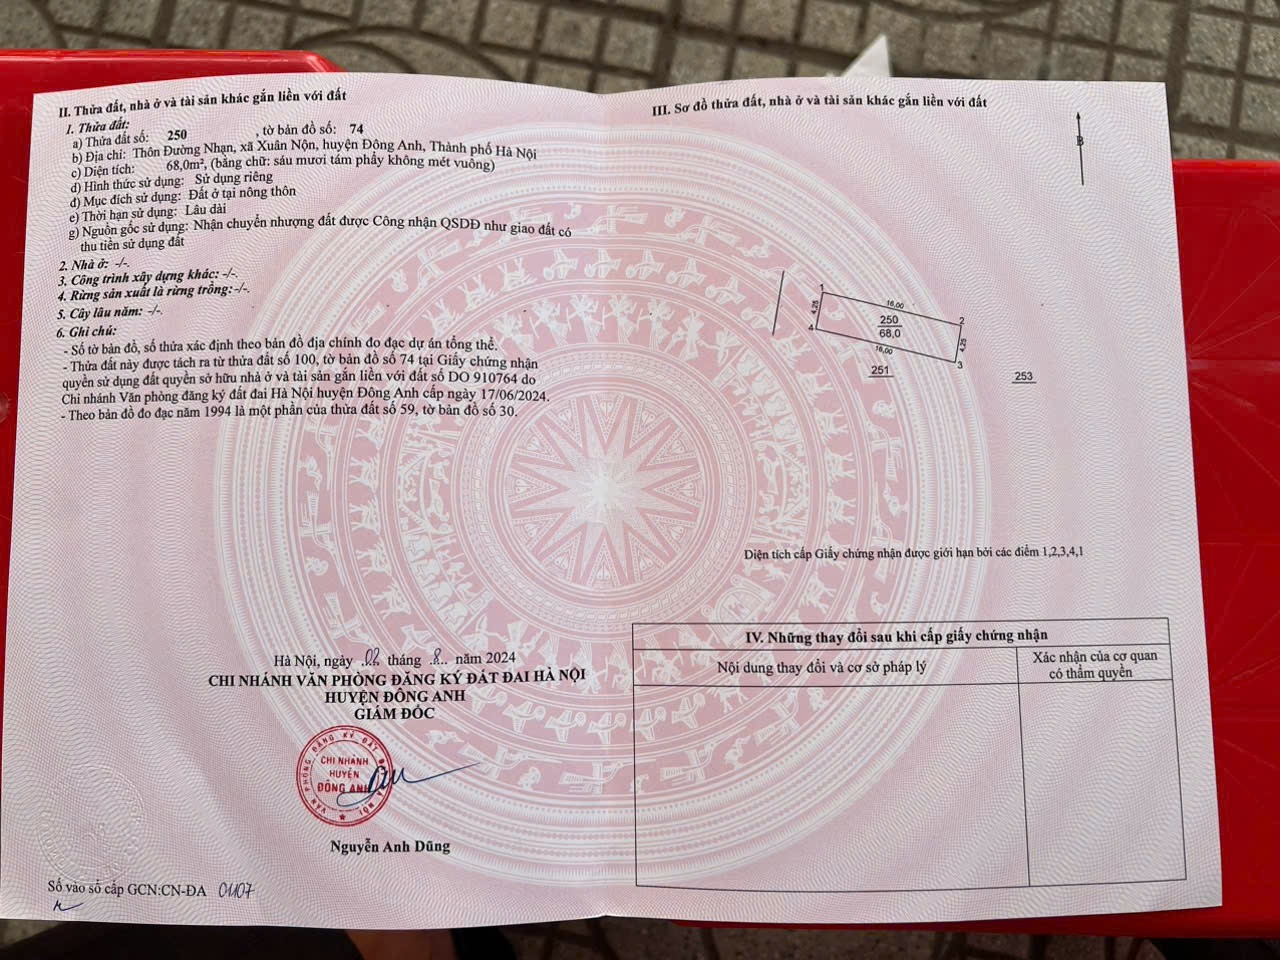 II. Thửa đất, nhà ở và tài sản khác gắn liền với đất
1. Thửa đất:
a) Thửa đất số: 250 , tờ bản đồ số: 74
b) Địa chỉ: Thôn Đường Nhạn, xã Xuân Nộn, huyện Đông Anh, Thành phố Hà Nội
c) Diện tích: 68,0m², (bằng chữ: sáu mươi tám phẩy không mét vuông)
d) Hình thức sử dụng: Sử dụng riêng
đ) Mục đích sử dụng: Đất ở tại nông thôn
e) Thời hạn sử dụng: Lâu dài
g) Nguồn gốc sử dụng: Nhận chuyển nhượng đất được Công nhận QSDĐ như giao đất có
thu tiền sử dụng đất
2. Nhà ở: -/-.
3. Công trình xây dựng khác: -/-.
4. Rừng sản xuất là rừng trồng: -/-.
5. Cây lâu năm: -/-.
6. Ghi chú:
- Số tờ bản đồ, số thửa xác định theo bản đồ địa chính đo đạc dự án tổng thể.
- Thửa đất này được tách ra từ thửa đất số 100, tờ bản đồ số 74 tại Giấy chứng nhận
quyền sử dụng đất quyền sở hữu nhà ở và tài sản gắn liền với đất số DO 910764 do
Chi nhánh Văn phòng đăng ký đất đai Hà Nội huyện Đông Anh cấp ngày 17/06/2024.
- Theo bản đồ đo đạc năm 1994 là một phần của thửa đất số 59, tờ bản đồ số 30.
Hà Nội, ngày 02 tháng 8 năm 2024
CHI NHÁNH VĂN PHÒNG ĐĂNG KÝ ĐẤT ĐAI HÀ NỘI
HUYỆN ĐÔNG ANH
GIÁM ĐỐC
VĂN PHÒNG ĐĂNG KÝ ĐẤT
CHI NHÁNH
HUYỆN
ĐÔNG ANH
Nguyễn Anh Dũng
Số vào sổ cấp GCN:CN-ĐA 01107
III. Sơ đồ thửa đất, nhà ở và tài sản khác gắn liền với đất
B
1
16,00
2
4,25
250
68,0
4,25
4
16,00
3
251
253
Diện tích cấp Giấy chứng nhận được giới hạn bởi các điểm 1,2,3,4,1
IV. Những thay đổi sau khi cấp giấy chứng nhận
Nội dung thay đổi và cơ sở pháp lý
Xác nhận của cơ quan
có thẩm quyền